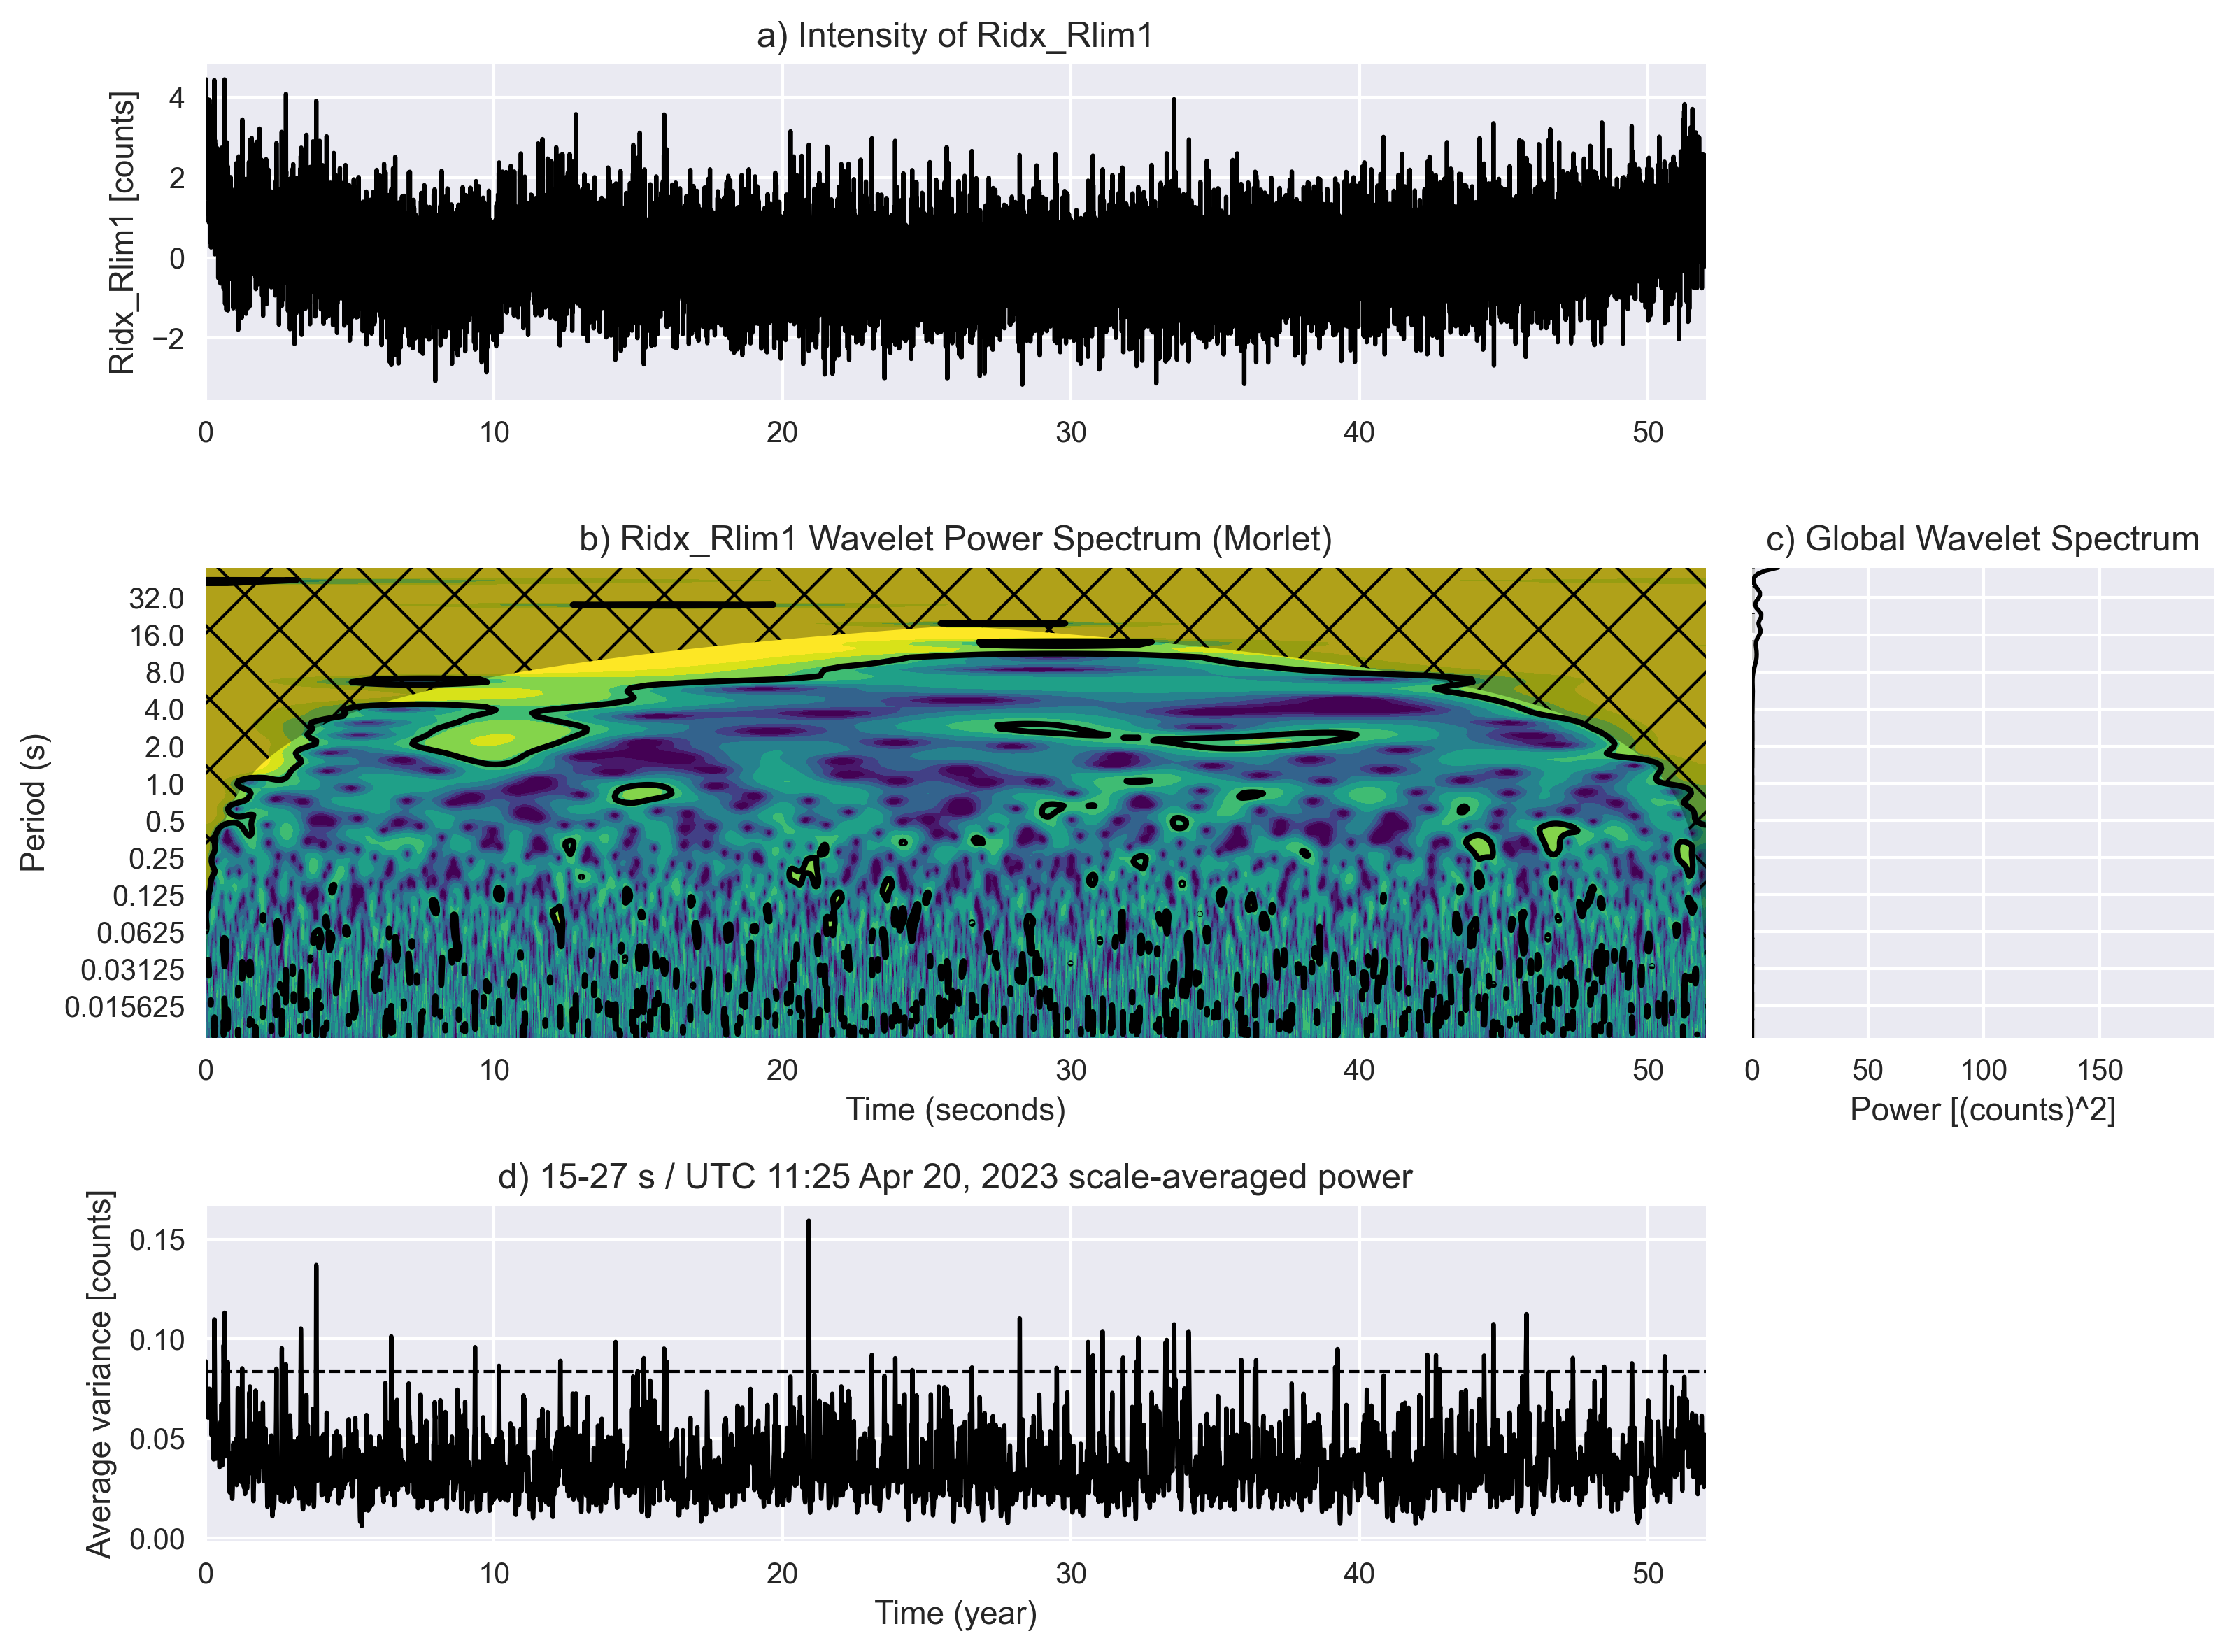 a) Intensity of Ridx_Rlim1
Ridx_Rlim1 [counts]
4
2
0
−2
0 10 20 30 40 50
b) Ridx_Rlim1 Wavelet Power Spectrum (Morlet)
Period (s)
32.0
16.0
8.0
4.0
2.0
1.0
0.5
0.25
0.125
0.0625
0.03125
0.015625
0 10 20 30 40 50
Time (seconds)
c) Global Wavelet Spectrum
0 50 100 150
Power [(counts)^2]
d) 15-27 s / UTC 11:25 Apr 20, 2023 scale-averaged power
Average variance [counts]
0.15
0.10
0.05
0.00
0 10 20 30 40 50
Time (year)